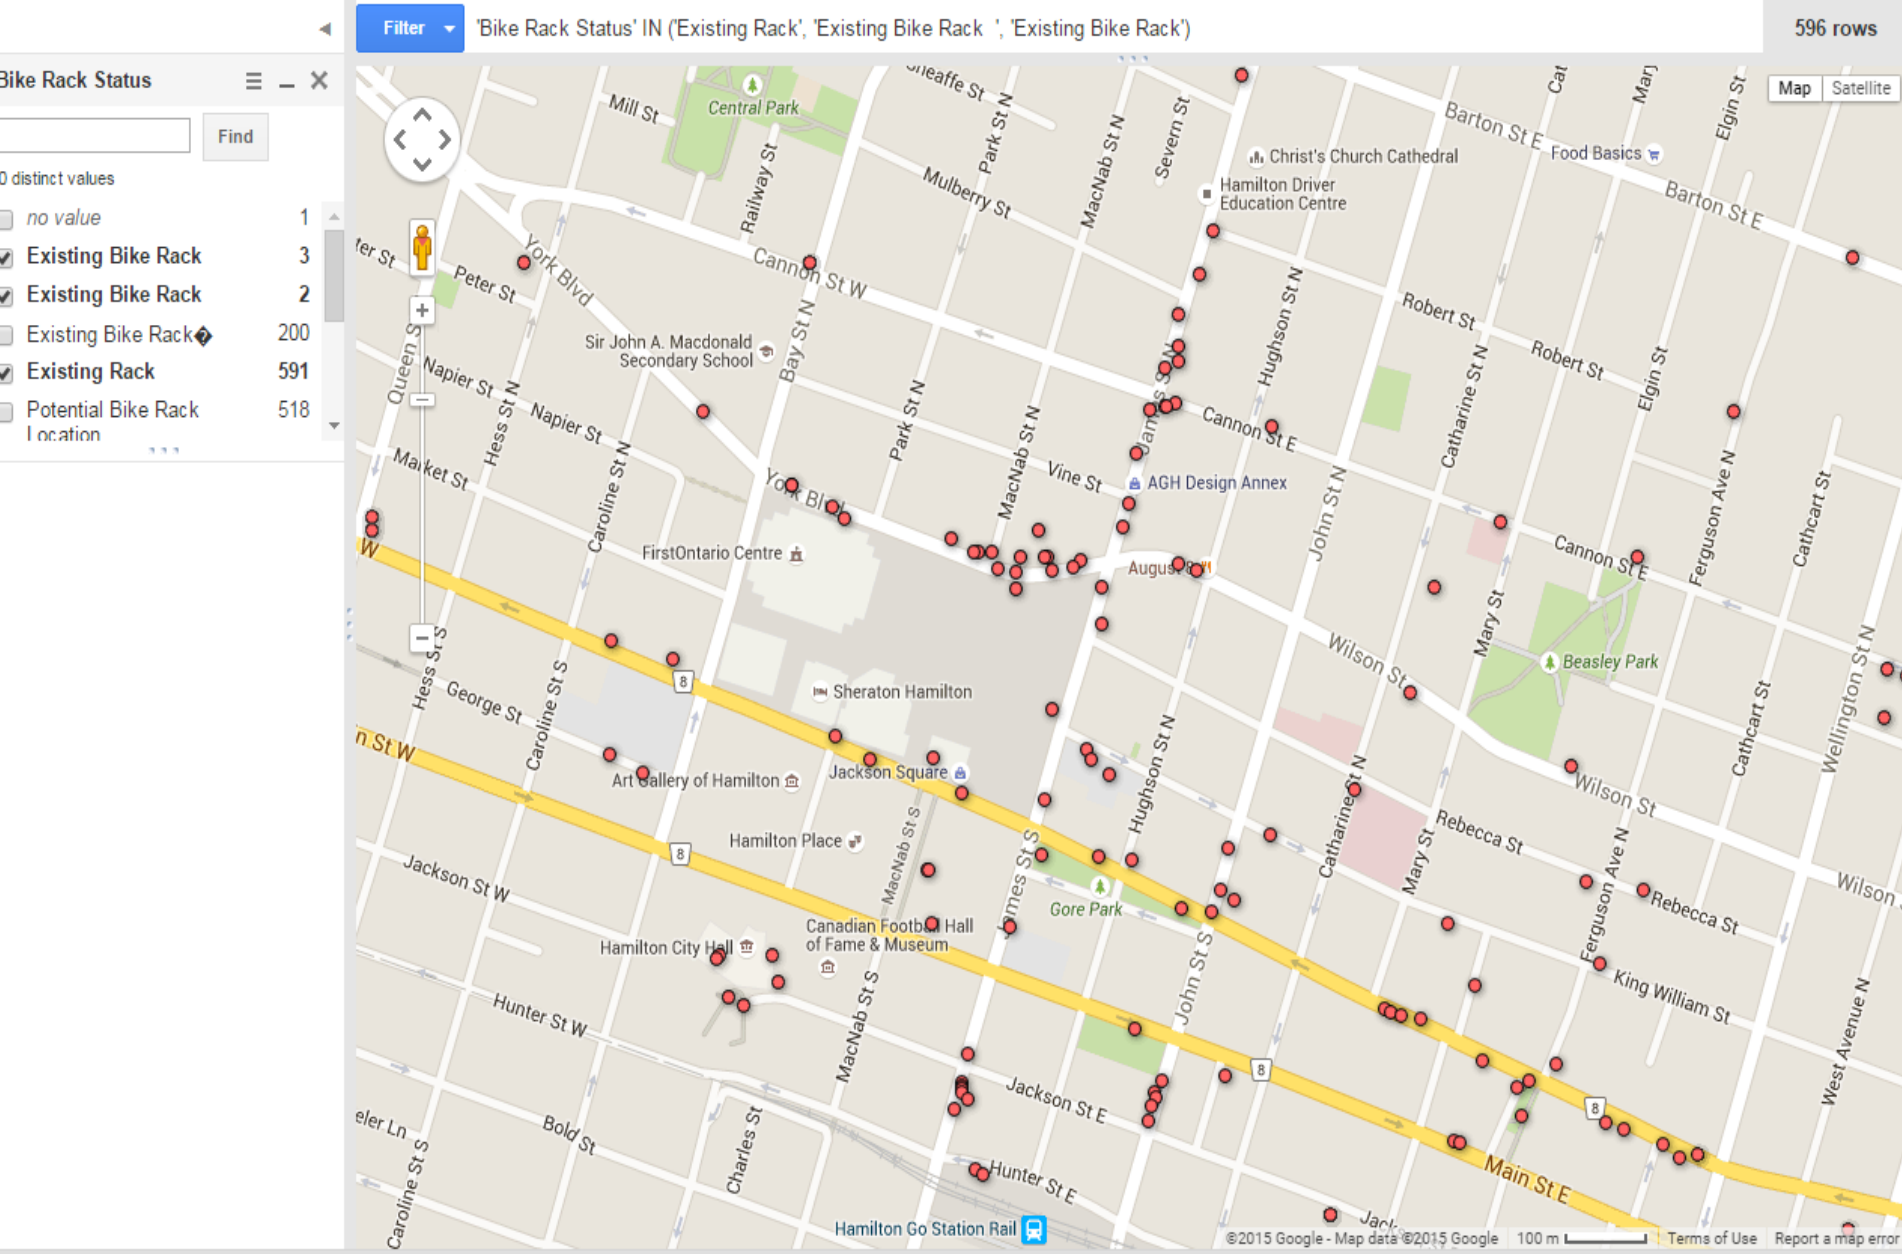 Filter
'Bike Rack Status' IN ('Existing Rack', 'Existing Bike Rack  ', 'Existing Bike Rack')
596 rows
Bike Rack Status
Find
0 distinct values
no value 1
Existing Bike Rack 3
Existing Bike Rack 2
Existing Bike Rack� 200
Existing Rack 591
Potential Bike Rack 518
Location
Map Satellite
Central Park
Mill St
Railway St
Sheaffe St
Park St N
MacNab St N
Severn St
Mulberry St
Christ's Church Cathedral
Hamilton Driver
Education Centre
Barton St E
Food Basics
Barton St E
Elgin St
Mary
Cat
York Blvd
Peter St
ter St
Cannon St W
Bay St N
Sir John A. Macdonald
Secondary School
Queen S
Napier St
Napier St
Hess St N
Market St
Caroline St N
Park St N
MacNab St N
Vine St
Hughson St N
Robert St
Robert St
Catharine St N
Elgin St
Cannon St E
AGH Design Annex
John St N
York Blvd
FirstOntario Centre
W
Cannon St E
Ferguson Ave N
Cathcart St
Mary St
Beasley Park
Wilson St
Wellington St N
Cathcart St
Hess St S
George St
Caroline St S
n St W
8
Sheraton Hamilton
Jackson Square
Art Gallery of Hamilton
Hamilton Place
8
MacNab St S
Hughson St N
Catharine St N
Mary St
Rebecca St
Wilson St
Ferguson Ave N
Rebecca St
Wilson
Jackson St W
James St S
Gore Park
Canadian Football Hall
of Fame & Museum
Hamilton City Hall
King William St
John St S
Hunter St W
MacNab St S
8
8
West Avenue N
Jackson St E
eler Ln
Bold St
Charles St
Caroline St S
Hunter St E
Main St E
Hamilton Go Station Rail
Jack
©2015 Google - Map data ©2015 Google
100 m
Terms of Use
Report a map error